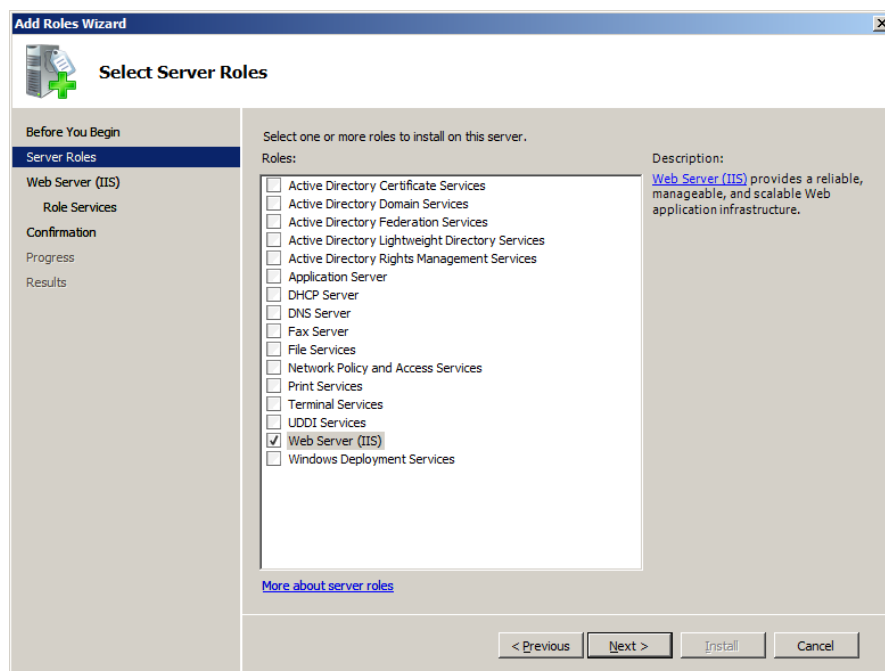 Add Roles Wizard
Select Server Roles
Before You Begin
Server Roles
Web Server (IIS)
Role Services
Confirmation
Progress
Results
Select one or more roles to install on this server.
Roles:
Active Directory Certificate Services
Active Directory Domain Services
Active Directory Federation Services
Active Directory Lightweight Directory Services
Active Directory Rights Management Services
Application Server
DHCP Server
DNS Server
Fax Server
File Services
Network Policy and Access Services
Print Services
Terminal Services
UDDI Services
Web Server (IIS)
Windows Deployment Services
More about server roles
Description:
Web Server (IIS) provides a reliable,
manageable, and scalable Web
application infrastructure.
< Previous
Next >
Install
Cancel